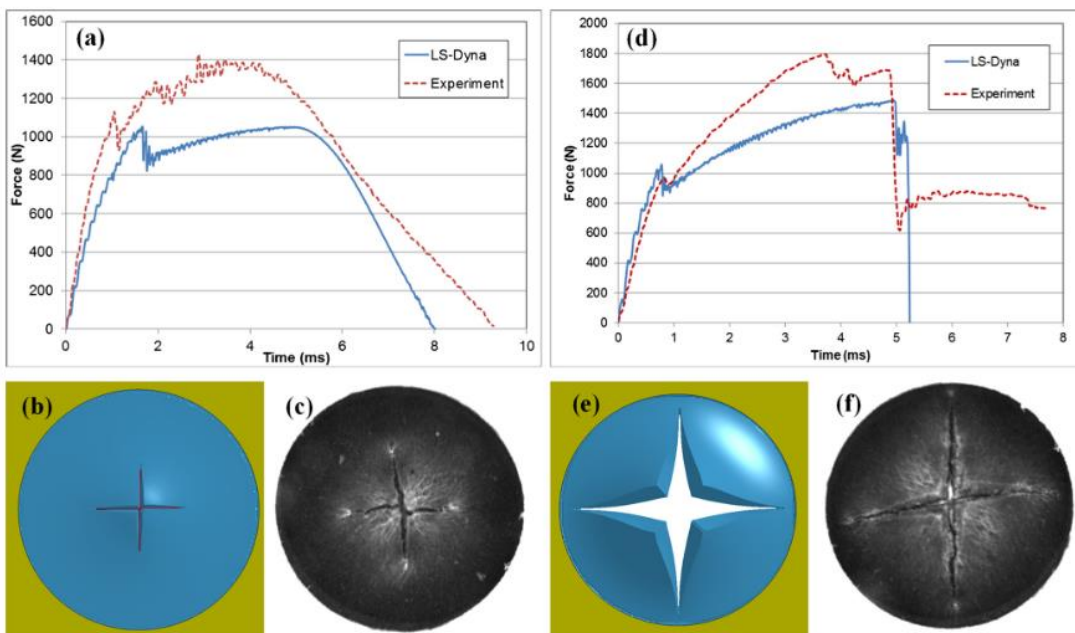 (a)
1600
1400
1200
1000
800
600
400
200
0
Force (N)
LS-Dyna
Experiment
0 2 4 6 8 10
Time (ms)
(d)
2000
1800
1600
1400
1200
1000
800
600
400
200
0
Force (N)
LS-Dyna
Experiment
0 1 2 3 4 5 6 7 8
Time (ms)
(b)
(c)
(e)
(f)